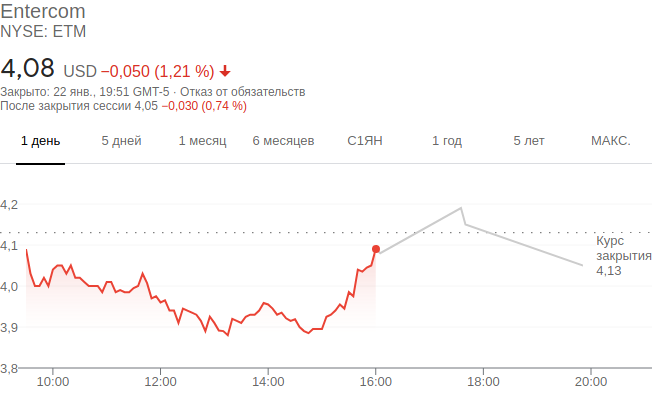 Entercom
NYSE: ETM
4,08 USD −0,050 (1,21 %)
Закрыто: 22 янв., 19:51 GMT-5 · Отказ от обязательств
После закрытия сессии 4,05 −0,030 (0,74 %)
1 день 5 дней 1 месяц 6 месяцев С1ЯН 1 год 5 лет МАКС.
4,2
4,1
Курс
закрытия
4,13
4,0
3,9
3,8
10:00 12:00 14:00 16:00 18:00 20:00